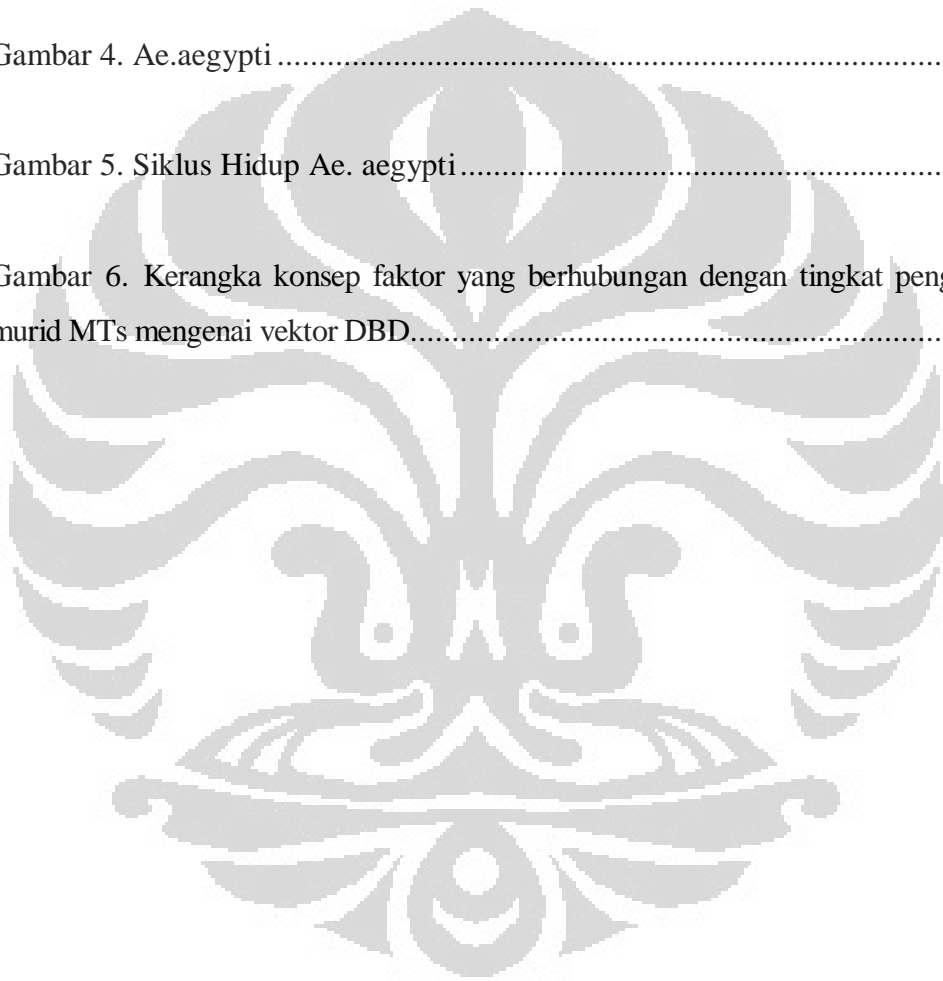 Gambar 4. Ae.aegypti ................................................................................
Gambar 5. Siklus Hidup Ae. aegypti..........................................................
Gambar 6. Kerangka konsep faktor yang berhubungan dengan tingkat
murid MTs mengenai vektor DBD................................................................